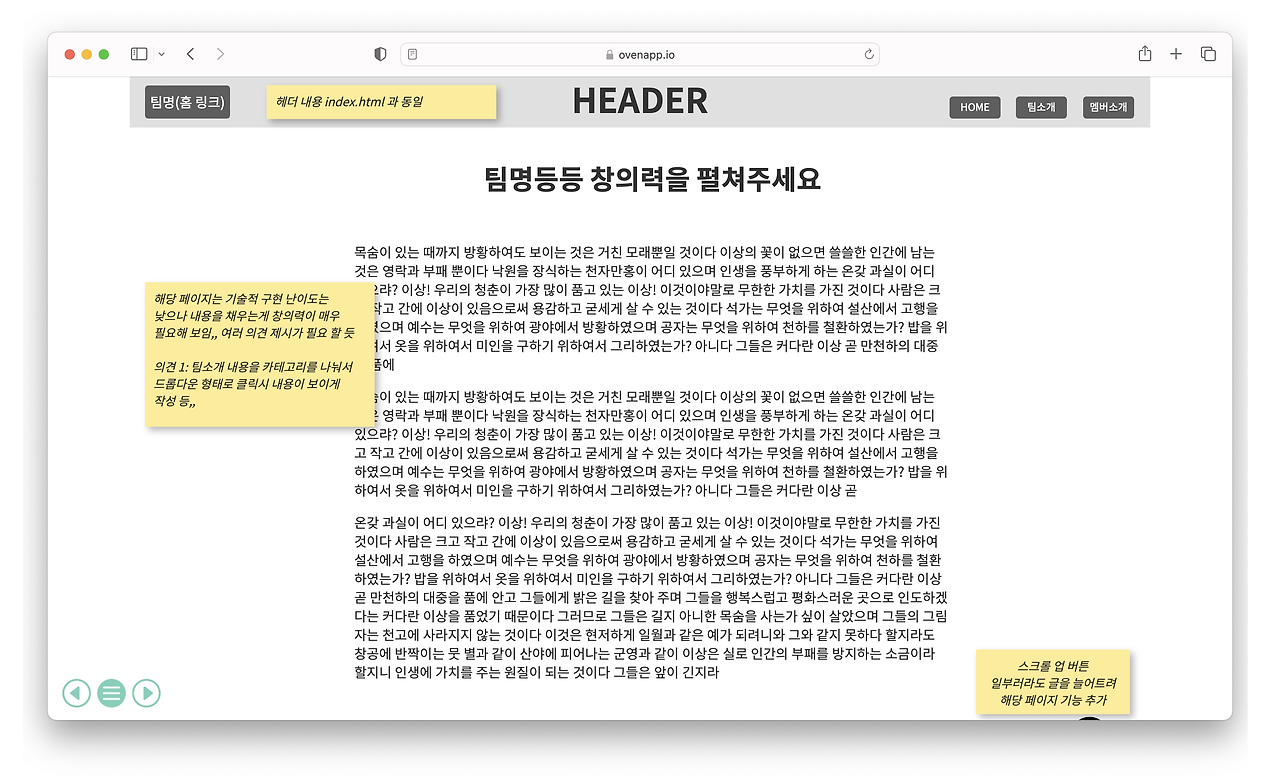 ovenapp.io
팀명(홈 링크)
헤더 내용 index.html 과 동일
HEADER
HOME
팀소개
멤버소개
팀명등등 창의력을 펼쳐주세요
목숨이 있는 때까지 방황하여도 보이는 것은 거친 모래뿐일 것이다 이상의 꽃이 없으면 쓸쓸한 인간에 남는
것은 영락과 부패 뿐이다 낙원을 장식하는 천자만홍이 어디 있으며 인생을 풍부하게 하는 온갖 과실이 어디
으랴? 이상! 우리의 청춘이 가장 많이 품고 있는 이상! 이것이야말로 무한한 가치를 가진 것이다 사람은 크
작고 간에 이상이 있음으로써 용감하고 굳세게 살 수 있는 것이다 석가는 무엇을 위하여 설산에서 고행을
였으며 예수는 무엇을 위하여 광야에서 방황하였으며 공자는 무엇을 위하여 천하를 철환하였는가? 밥을 위
여서 옷을 위하여서 미인을 구하기 위하여서 그리하였는가? 아니다 그들은 커다란 이상 곧 만천하의 대중
품에
해당 페이지는 기술적 구현 난이도는
낮으나 내용을 채우는게 창의력이 매우
필요해 보임,, 여러 의견 제시가 필요 할 듯
의견 1: 팀소개 내용을 카테고리를 나눠서
드롭다운 형태로 클릭시 내용이 보이게
작성 등,,
숨이 있는 때까지 방황하여도 보이는 것은 거친 모래뿐일 것이다 이상의 꽃이 없으면 쓸쓸한 인간에 남는
은 영락과 부패 뿐이다 낙원을 장식하는 천자만홍이 어디 있으며 인생을 풍부하게 하는 온갖 과실이 어디
있으랴? 이상! 우리의 청춘이 가장 많이 품고 있는 이상! 이것이야말로 무한한 가치를 가진 것이다 사람은 크
고 작고 간에 이상이 있음으로써 용감하고 굳세게 살 수 있는 것이다 석가는 무엇을 위하여 설산에서 고행을
하였으며 예수는 무엇을 위하여 광야에서 방황하였으며 공자는 무엇을 위하여 천하를 철환하였는가? 밥을 위
하여서 옷을 위하여서 미인을 구하기 위하여서 그리하였는가? 아니다 그들은 커다란 이상 곧
온갖 과실이 어디 있으랴? 이상! 우리의 청춘이 가장 많이 품고 있는 이상! 이것이야말로 무한한 가치를 가진
것이다 사람은 크고 작고 간에 이상이 있음으로써 용감하고 굳세게 살 수 있는 것이다 석가는 무엇을 위하여
설산에서 고행을 하였으며 예수는 무엇을 위하여 광야에서 방황하였으며 공자는 무엇을 위하여 천하를 철환
하였는가? 밥을 위하여서 옷을 위하여서 미인을 구하기 위하여서 그리하였는가? 아니다 그들은 커다란 이상
곧 만천하의 대중을 품에 안고 그들에게 밝은 길을 찾아 주며 그들을 행복스럽고 평화스러운 곳으로 인도하겠
다는 커다란 이상을 품었기 때문이다 그러므로 그들은 길지 아니한 목숨을 사는가 싶이 살았으며 그들의 그림
자는 천고에 사라지지 않는 것이다 이것은 현저하게 일월과 같은 예가 되려니와 그와 같지 못하다 할지라도
창공에 반짝이는 뭇 별과 같이 산야에 피어나는 군영과 같이 이상은 실로 인간의 부패를 방지하는 소금이라
할지니 인생에 가치를 주는 원질이 되는 것이다 그들은 앞이 긴지라
스크롤 업 버튼
일부러라도 글을 늘어트려
해당 페이지 기능 추가